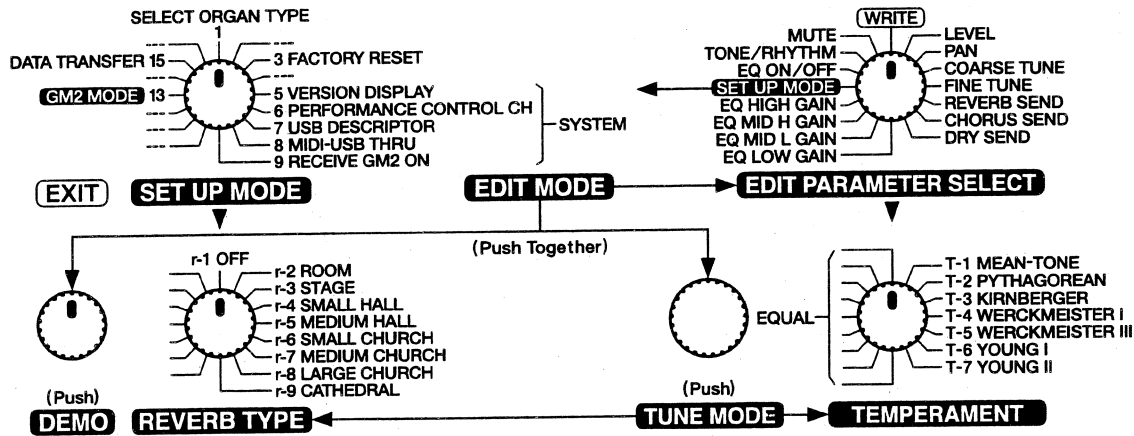 SELECT ORGAN TYPE
1
DATA TRANSFER 15
3 FACTORY RESET
GM2 MODE 13
5 VERSION DISPLAY
6 PERFORMANCE CONTROL CH
7 USB DESCRIPTOR
8 MIDI-USB THRU
9 RECEIVE GM2 ON
SYSTEM
WRITE
MUTE
TONE/RHYTHM
EQ ON/OFF
SET UP MODE
EQ HIGH GAIN
EQ MID H GAIN
EQ MID L GAIN
EQ LOW GAIN
LEVEL
PAN
COARSE TUNE
FINE TUNE
REVERB SEND
CHORUS SEND
DRY SEND
EXIT
SET UP MODE
EDIT MODE
EDIT PARAMETER SELECT
(Push Together)
r-1 OFF
r-2 ROOM
r-3 STAGE
r-4 SMALL HALL
r-5 MEDIUM HALL
r-6 SMALL CHURCH
r-7 MEDIUM CHURCH
r-8 LARGE CHURCH
r-9 CATHEDRAL
EQUAL
T-1 MEAN-TONE
T-2 PYTHAGOREAN
T-3 KIRNBERGER
T-4 WERCKMEISTER I
T-5 WERCKMEISTER III
T-6 YOUNG I
T-7 YOUNG II
(Push)
DEMO
REVERB TYPE
(Push)
TUNE MODE
TEMPERAMENT